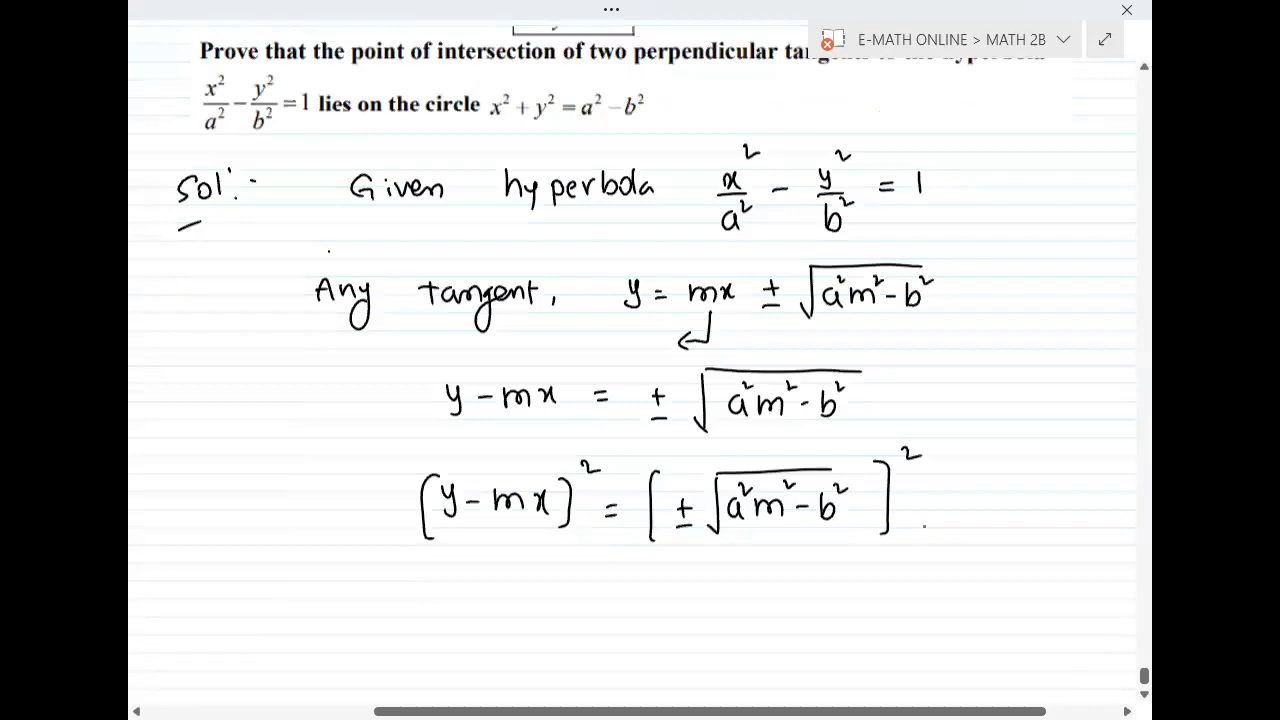 E-MATH ONLINE > MATH 2B
Prove that the point of intersection of two perpendicular
x²/a² − y²/b² = 1 lies on the circle x² + y² = a² − b²
Sol:- Given hyperbola x²/a² − y²/b² = 1
Any tangent, y = mx ± √(a²m² − b²)
y − mx = ± √(a²m² − b²)
[y − mx]² = [± √(a²m² − b²)]²